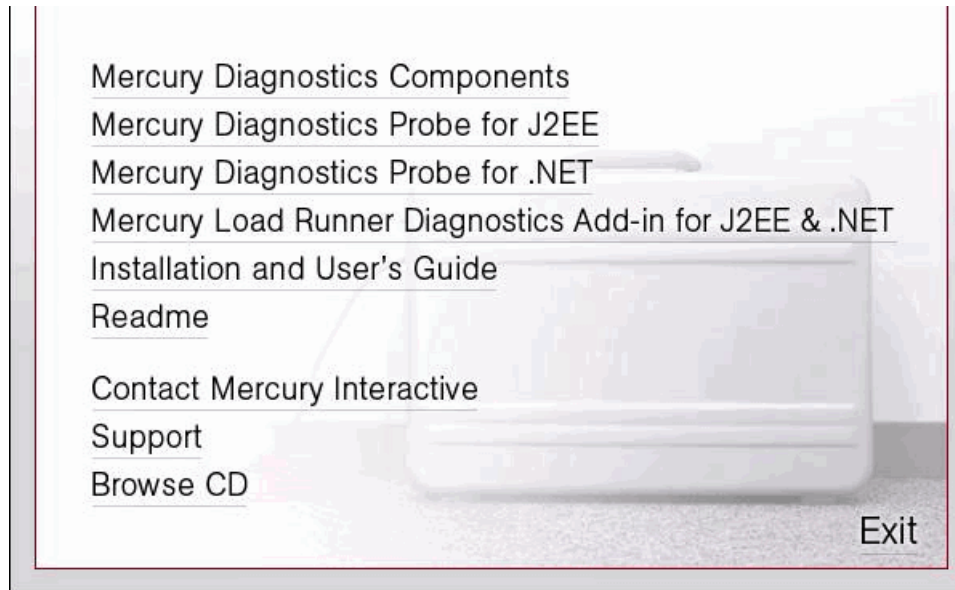 Mercury Diagnostics Components
Mercury Diagnostics Probe for J2EE
Mercury Diagnostics Probe for .NET
Mercury Load Runner Diagnostics Add-in for J2EE & .NET
Installation and User's Guide
Readme
Contact Mercury Interactive
Support
Browse CD
Exit